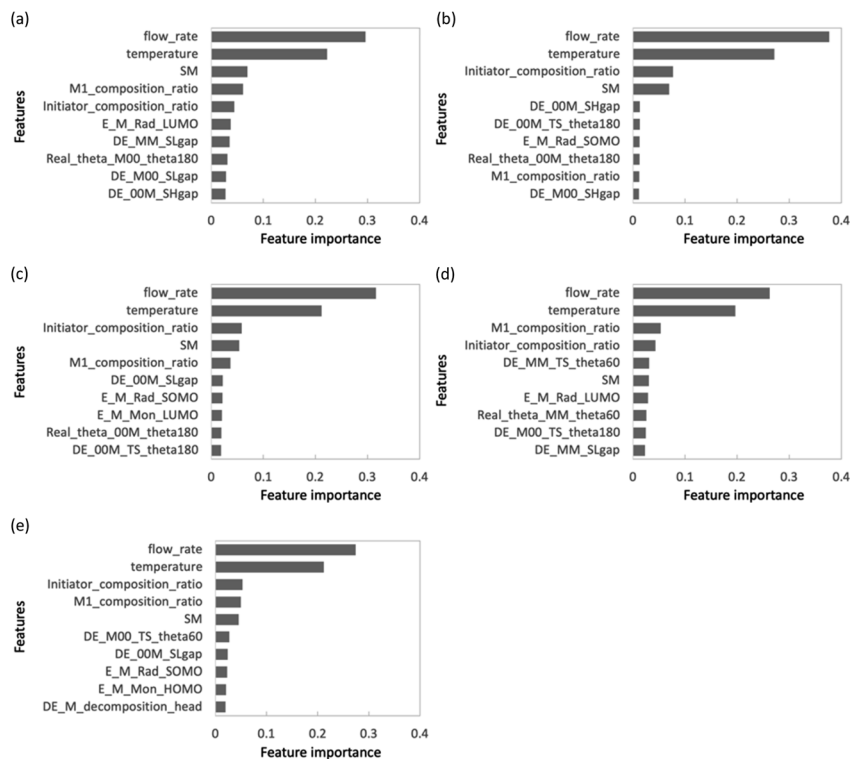 (a)
Features
flow_rate
temperature
SM
M1_composition_ratio
Initiator_composition_ratio
E_M_Rad_LUMO
DE_MM_SLgap
Real_theta_M00_theta180
DE_M00_SLgap
DE_00M_SHgap
0 0.1 0.2 0.3 0.4
Feature importance
(b)
Features
flow_rate
temperature
Initiator_composition_ratio
SM
DE_00M_SHgap
DE_00M_TS_theta180
E_M_Rad_SOMO
Real_theta_00M_theta180
M1_composition_ratio
DE_M00_SHgap
0 0.1 0.2 0.3 0.4
Feature importance
(c)
Features
flow_rate
temperature
Initiator_composition_ratio
SM
M1_composition_ratio
DE_00M_SLgap
E_M_Rad_SOMO
E_M_Mon_LUMO
Real_theta_00M_theta180
DE_00M_TS_theta180
0 0.1 0.2 0.3 0.4
Feature importance
(d)
Features
flow_rate
temperature
M1_composition_ratio
Initiator_composition_ratio
DE_MM_TS_theta60
SM
E_M_Rad_LUMO
Real_theta_MM_theta60
DE_M00_TS_theta180
DE_MM_SLgap
0 0.1 0.2 0.3 0.4
Feature importance
(e)
Features
flow_rate
temperature
Initiator_composition_ratio
M1_composition_ratio
SM
DE_M00_TS_theta60
DE_00M_SLgap
E_M_Rad_SOMO
E_M_Mon_HOMO
DE_M_decomposition_head
0 0.1 0.2 0.3 0.4
Feature importance